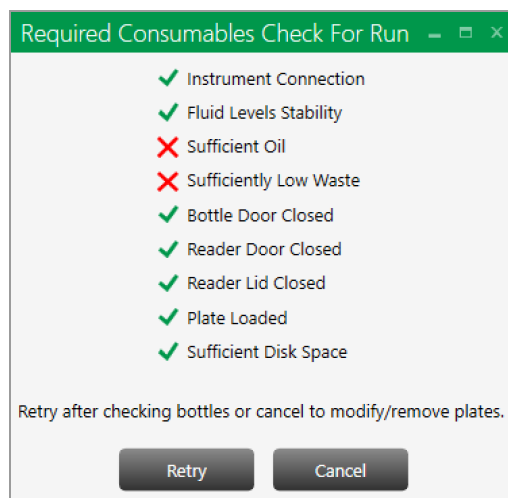 Required Consumables Check For Run
Instrument Connection
Fluid Levels Stability
Sufficient Oil
Sufficiently Low Waste
Bottle Door Closed
Reader Door Closed
Reader Lid Closed
Plate Loaded
Sufficient Disk Space
Retry after checking bottles or cancel to modify/remove plates.
Retry Cancel